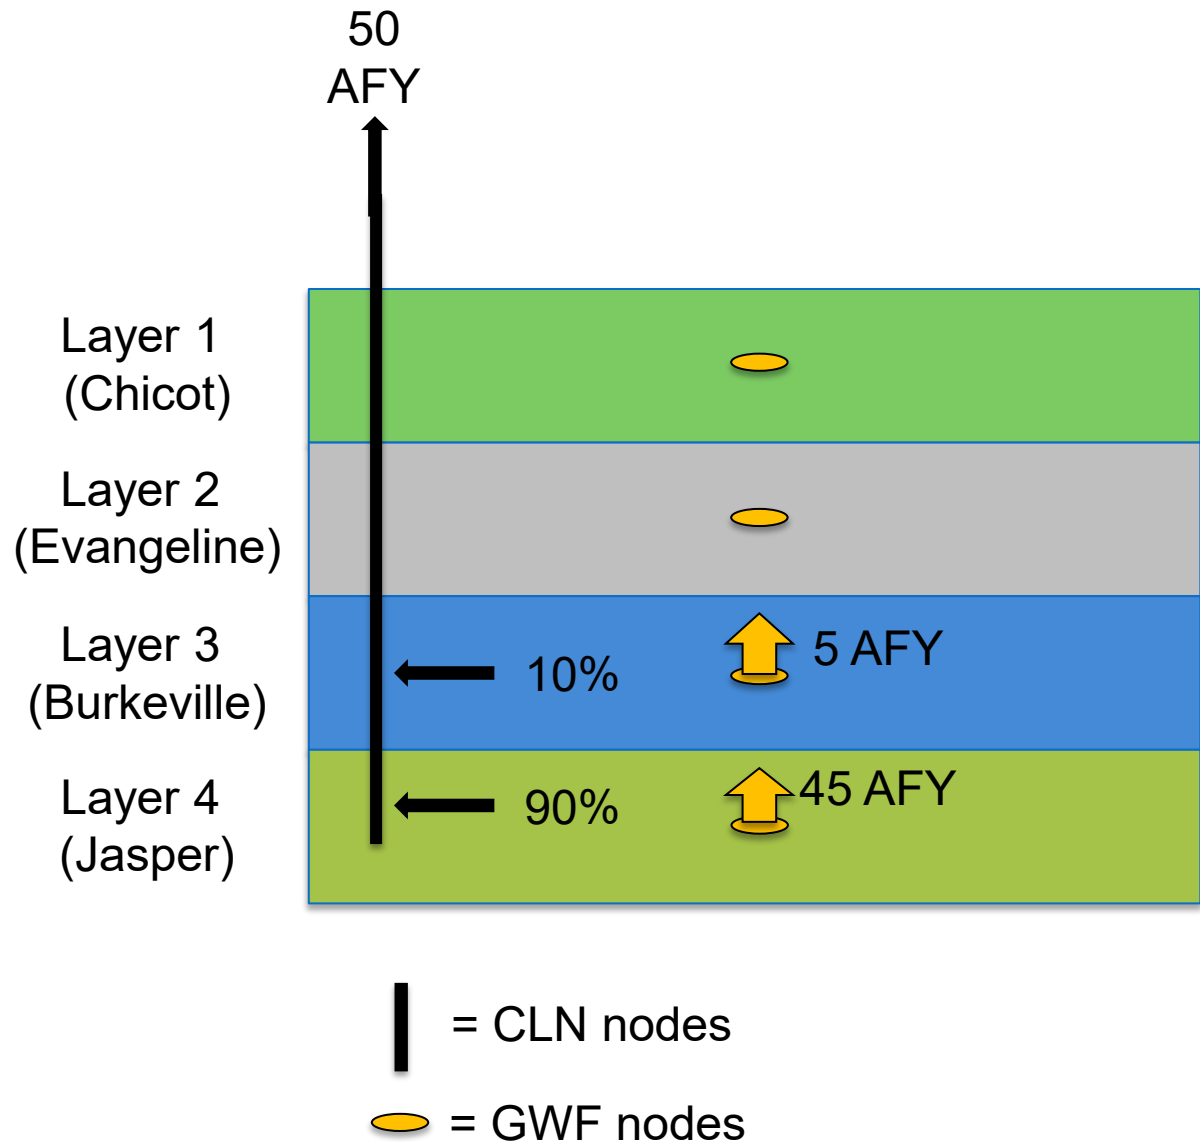 50
AFY
Layer 1
(Chicot)
Layer 2
(Evangeline)
Layer 3
(Burkeville)
10%
5 AFY
Layer 4
(Jasper)
90%
45 AFY
= CLN nodes
= GWF nodes